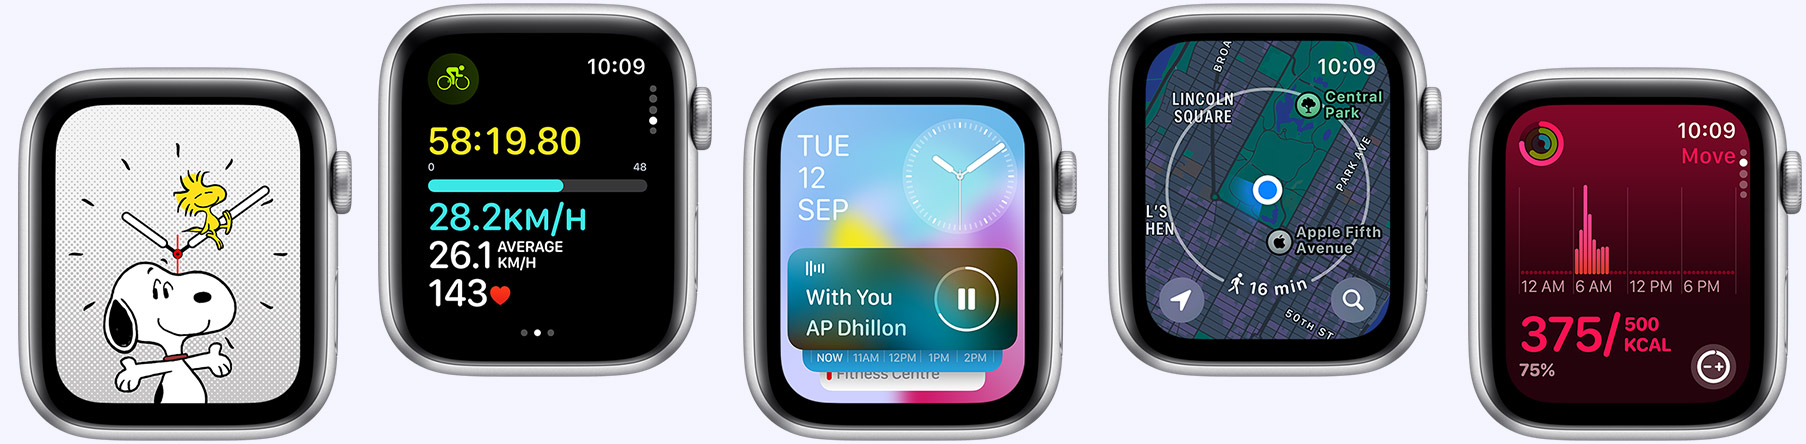 10:09
58:19.80
0 48
28.2KM/H
26.1 AVERAGE
KM/H
143
TUE
12
SEP
With You
AP Dhillon
NOW 11AM 12PM 1PM 2PM
Fitness Centre
10:09
BROA
LINCOLN
SQUARE
Central
Park
PARK AVE
L'S
HEN
Apple Fifth
Avenue
16 min
50TH ST
10:09
Move
12 AM 6 AM 12 PM 6 PM
375/500
KCAL
75%